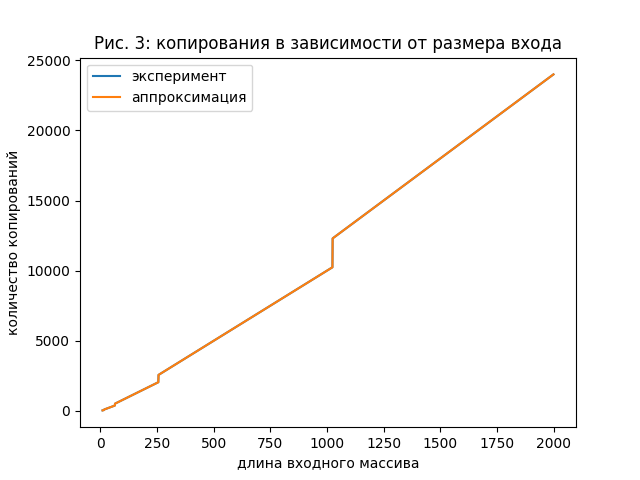 Рис. 3: копирования в зависимости от размера входа
эксперимент
аппроксимация
количество копирований
25000
20000
15000
10000
5000
0
0 250 500 750 1000 1250 1500 1750 2000
длина входного массива